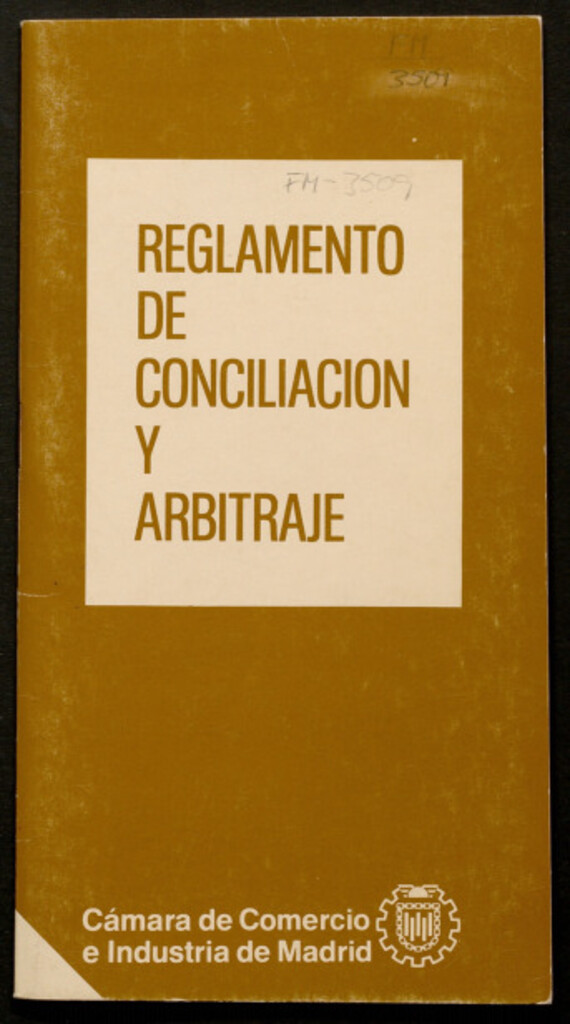 FM
3509
FM-3509
REGLAMENTO
DE
CONCILIACION
Y
ARBITRAJE
Cámara de Comercio
e Industria de Madrid